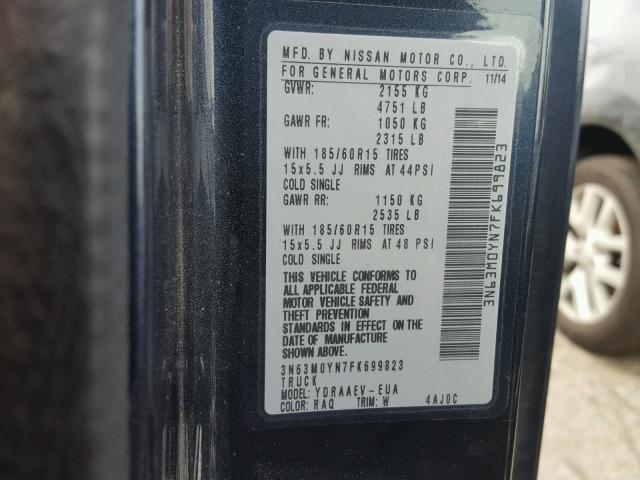 MFD. BY NISSAN MOTOR CO., LTD.
FOR GENERAL MOTORS CORP. 11/14
GVWR: 2155 KG
4751 LB
GAWR FR: 1050 KG
2315 LB
WITH 185/60R15 TIRES
15x5.5 JJ RIMS AT 44PSI
COLD SINGLE
GAWR RR: 1150 KG
2535 LB
WITH 185/60R15 TIRES
15x5.5 JJ RIMS AT 48 PSI
COLD SINGLE
THIS VEHICLE CONFORMS TO
ALL APPLICABLE FEDERAL
MOTOR VEHICLE SAFETY AND
THEFT PREVENTION
STANDARDS IN EFFECT ON THE
DATE OF MANUFACTURE
SHOWN ABOVE.
3N63M0YN7FK699823
TRUCK
MODEL: YDRAAEV-EUA
COLOR: RAQ TRIM: W 4AJ0C
3N63M0YN7FK699823